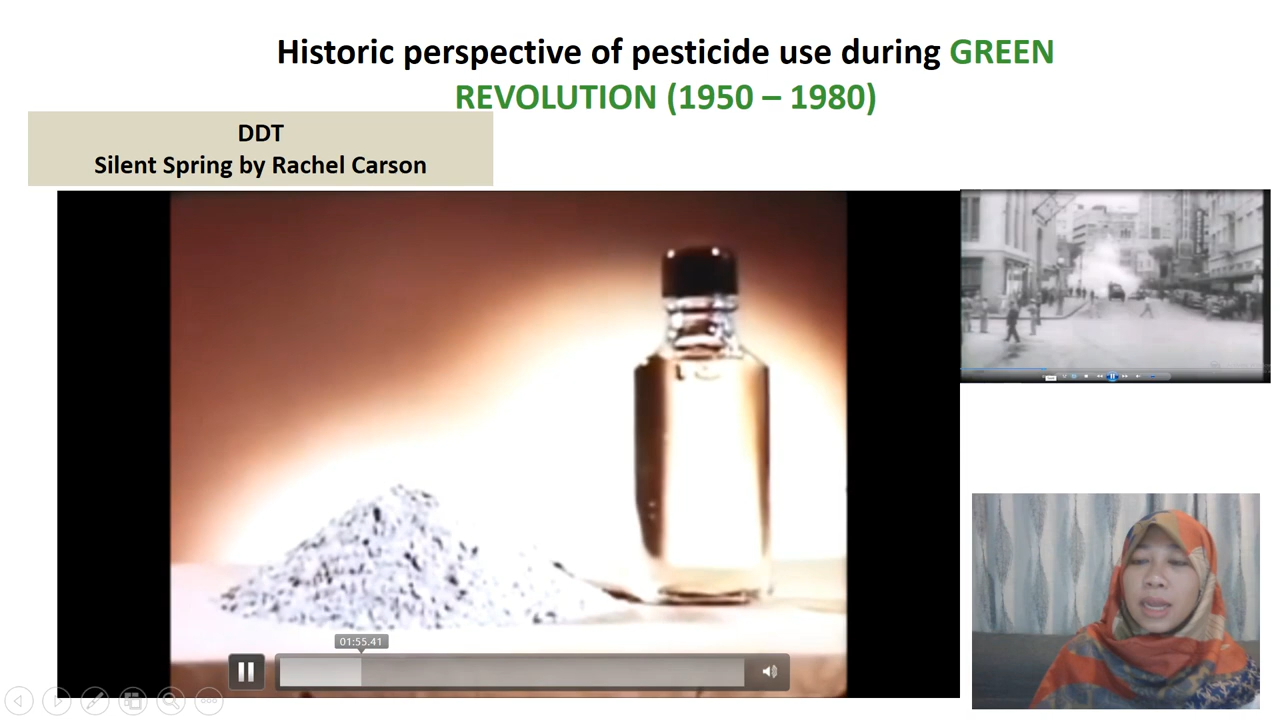 Historic perspective of pesticide use during GREEN
REVOLUTION (1950 – 1980)
DDT
Silent Spring by Rachel Carson
01:55.41